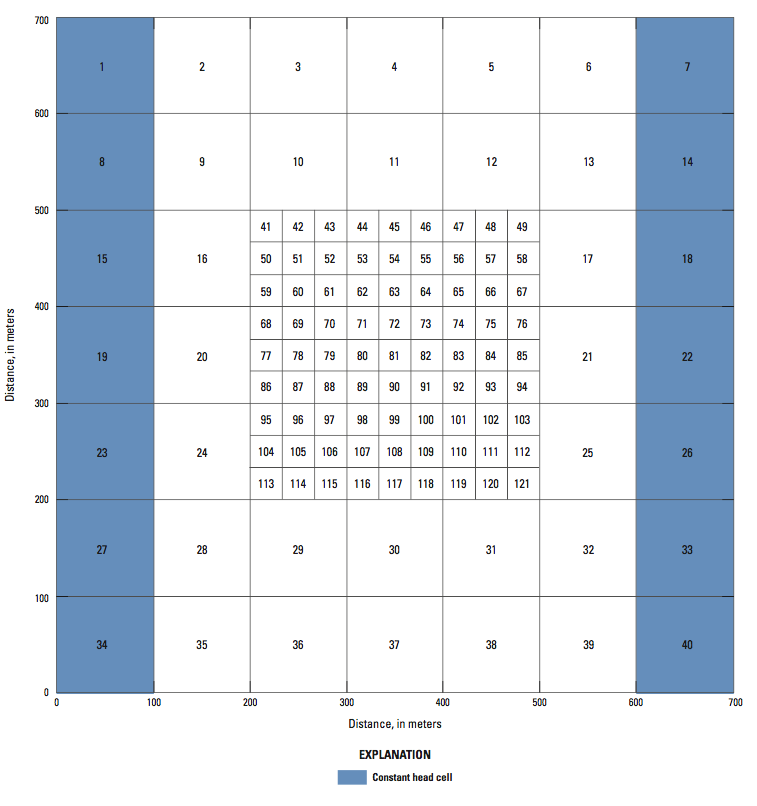 700
1 2 3 4 5 6 7
600
8 9 10 11 12 13 14
500
41 42 43 44 45 46 47 48 49
15 16 50 51 52 53 54 55 56 57 58 17 18
59 60 61 62 63 64 65 66 67
400
68 69 70 71 72 73 74 75 76
19 20 77 78 79 80 81 82 83 84 85 21 22
86 87 88 89 90 91 92 93 94
300
95 96 97 98 99 100 101 102 103
23 24 104 105 106 107 108 109 110 111 112 25 26
113 114 115 116 117 118 119 120 121
200
27 28 29 30 31 32 33
100
34 35 36 37 38 39 40
0
0 100 200 300 400 500 600 700
Distance, in meters
Distance, in meters
EXPLANATION
Constant head cell